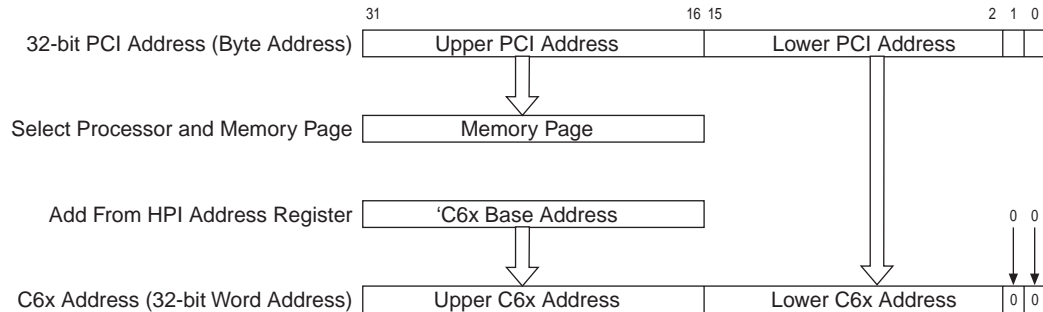 31 16 15 2 1 0
32-bit PCI Address (Byte Address) Upper PCI Address Lower PCI Address
Select Processor and Memory Page Memory Page
Add From HPI Address Register ‘C6x Base Address 0 0
C6x Address (32-bit Word Address) Upper C6x Address Lower C6x Address 0 0